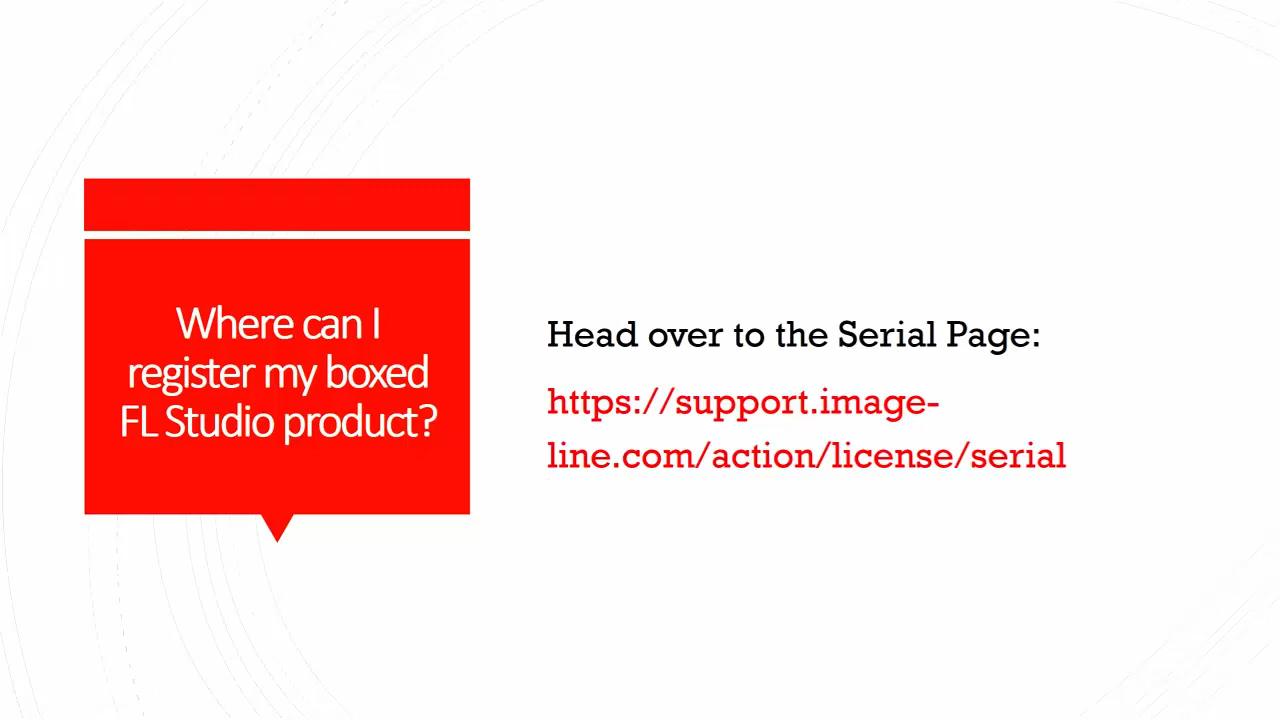 Where can I
register my boxed
FL Studio product?
Head over to the Serial Page:
https://support.image-
line.com/action/license/serial